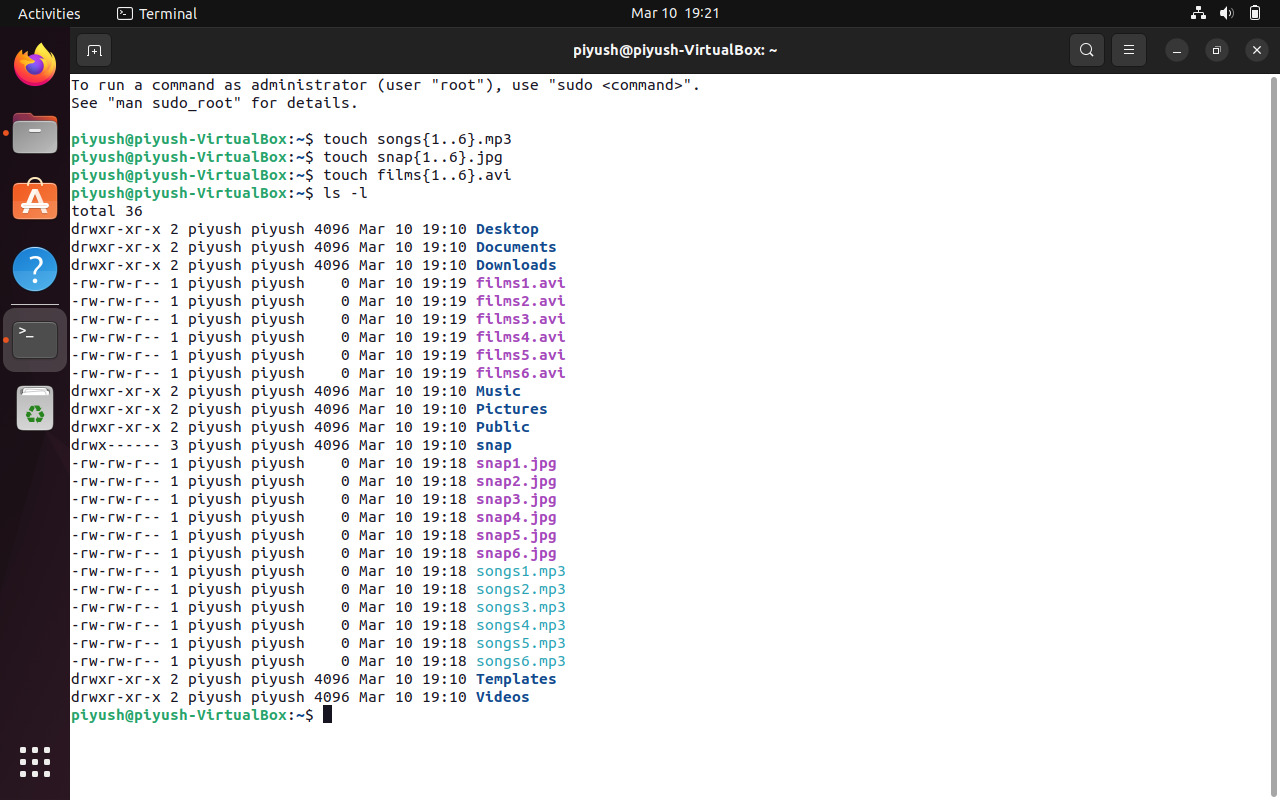 Activities Terminal Mar 10 19:21
piyush@piyush-VirtualBox: ~
To run a command as administrator (user "root"), use "sudo <command>".
See "man sudo_root" for details.
piyush@piyush-VirtualBox:~$ touch songs{1..6}.mp3
piyush@piyush-VirtualBox:~$ touch snap{1..6}.jpg
piyush@piyush-VirtualBox:~$ touch films{1..6}.avi
piyush@piyush-VirtualBox:~$ ls -l
total 36
drwxr-xr-x 2 piyush piyush 4096 Mar 10 19:10 Desktop
drwxr-xr-x 2 piyush piyush 4096 Mar 10 19:10 Documents
drwxr-xr-x 2 piyush piyush 4096 Mar 10 19:10 Downloads
-rw-rw-r-- 1 piyush piyush    0 Mar 10 19:19 films1.avi
-rw-rw-r-- 1 piyush piyush    0 Mar 10 19:19 films2.avi
-rw-rw-r-- 1 piyush piyush    0 Mar 10 19:19 films3.avi
-rw-rw-r-- 1 piyush piyush    0 Mar 10 19:19 films4.avi
-rw-rw-r-- 1 piyush piyush    0 Mar 10 19:19 films5.avi
-rw-rw-r-- 1 piyush piyush    0 Mar 10 19:19 films6.avi
drwxr-xr-x 2 piyush piyush 4096 Mar 10 19:10 Music
drwxr-xr-x 2 piyush piyush 4096 Mar 10 19:10 Pictures
drwxr-xr-x 2 piyush piyush 4096 Mar 10 19:10 Public
drwx------ 3 piyush piyush 4096 Mar 10 19:10 snap
-rw-rw-r-- 1 piyush piyush    0 Mar 10 19:18 snap1.jpg
-rw-rw-r-- 1 piyush piyush    0 Mar 10 19:18 snap2.jpg
-rw-rw-r-- 1 piyush piyush    0 Mar 10 19:18 snap3.jpg
-rw-rw-r-- 1 piyush piyush    0 Mar 10 19:18 snap4.jpg
-rw-rw-r-- 1 piyush piyush    0 Mar 10 19:18 snap5.jpg
-rw-rw-r-- 1 piyush piyush    0 Mar 10 19:18 snap6.jpg
-rw-rw-r-- 1 piyush piyush    0 Mar 10 19:18 songs1.mp3
-rw-rw-r-- 1 piyush piyush    0 Mar 10 19:18 songs2.mp3
-rw-rw-r-- 1 piyush piyush    0 Mar 10 19:18 songs3.mp3
-rw-rw-r-- 1 piyush piyush    0 Mar 10 19:18 songs4.mp3
-rw-rw-r-- 1 piyush piyush    0 Mar 10 19:18 songs5.mp3
-rw-rw-r-- 1 piyush piyush    0 Mar 10 19:18 songs6.mp3
drwxr-xr-x 2 piyush piyush 4096 Mar 10 19:10 Templates
drwxr-xr-x 2 piyush piyush 4096 Mar 10 19:10 Videos
piyush@piyush-VirtualBox:~$